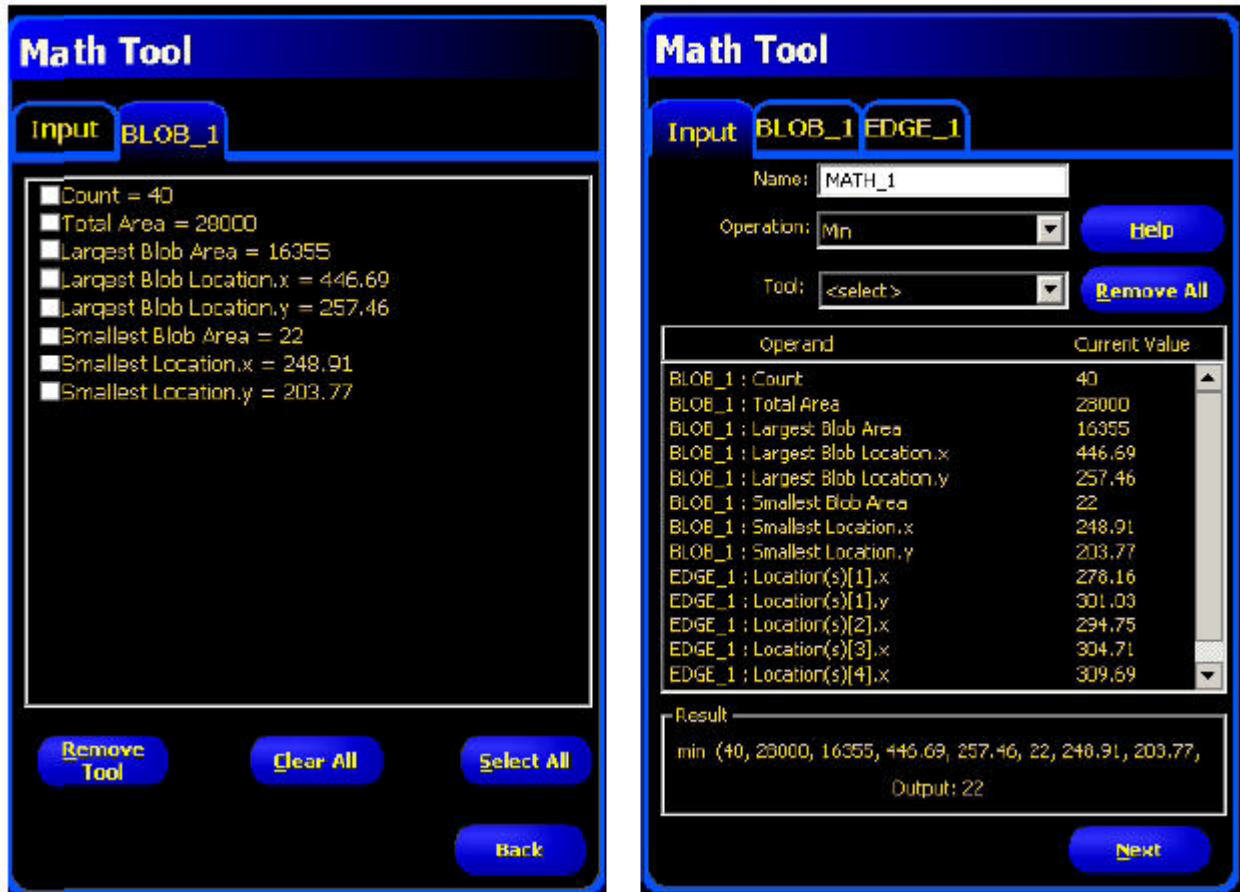 Math Tool
Input BLOB_1
Count = 40
Total Area = 28000
Largest Blob Area = 16355
Largest Blob Location.x = 446.69
Largest Blob Location.y = 257.46
Smallest Blob Area = 22
Smallest Location.x = 248.91
Smallest Location.y = 203.77
Remove Tool
Clear All
Select All
Back
Math Tool
Input BLOB_1 EDGE_1
Name: MATH_1
Operation: Min
Help
Tool: <select>
Remove All
Operand Current Value
BLOB_1 : Count 40
BLOB_1 : Total Area 28000
BLOB_1 : Largest Blob Area 16355
BLOB_1 : Largest Blob Location.x 446.69
BLOB_1 : Largest Blob Location.y 257.46
BLOB_1 : Smallest Blob Area 22
BLOB_1 : Smallest Location.x 248.91
BLOB_1 : Smallest Location.y 203.77
EDGE_1 : Location(s)[1].x 278.16
EDGE_1 : Location(s)[1].y 301.03
EDGE_1 : Location(s)[2].x 294.75
EDGE_1 : Location(s)[3].x 304.71
EDGE_1 : Location(s)[4].x 309.69
Result
min (40, 28000, 16355, 446.69, 257.46, 22, 248.91, 203.77,
Output: 22
Next